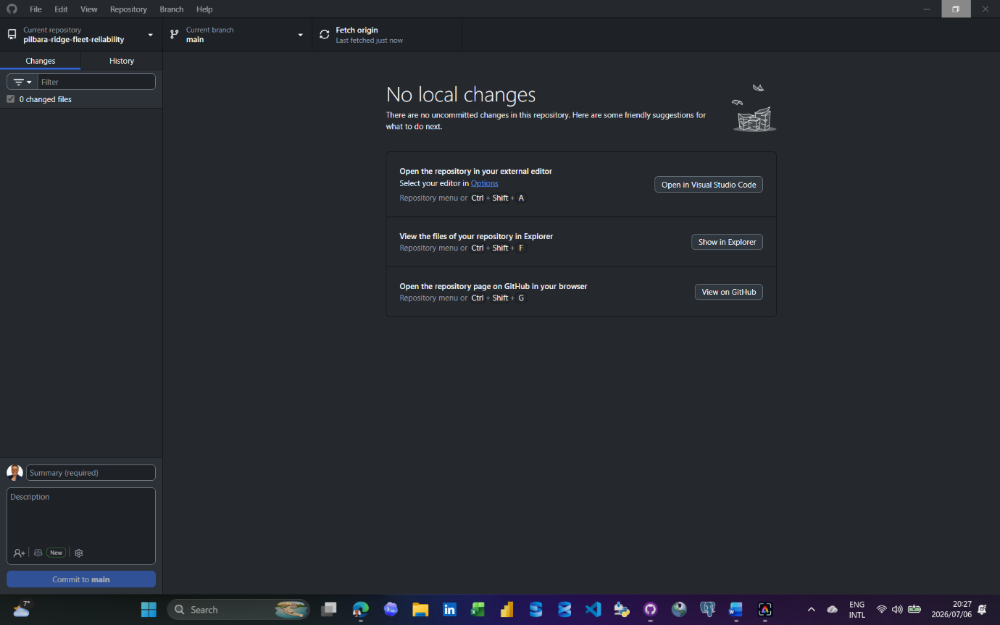 File Edit View Repository Branch Help
Current repository
pilbara-ridge-fleet-reliability
Current branch
main
Fetch origin
Last fetched just now
Changes History
Filter
0 changed files
No local changes
There are no uncommitted changes in this repository. Here are some friendly suggestions for
what to do next.
Open the repository in your external editor
Select your editor in Options
Repository menu or Ctrl + Shift + A
Open in Visual Studio Code
View the files of your repository in Explorer
Repository menu or Ctrl + Shift + F
Show in Explorer
Open the repository page on GitHub in your browser
Repository menu or Ctrl + Shift + G
View on GitHub
Summary (required)
Description
New
Commit to main
7°
Search
ENG
INTL
20:27
2026/07/06